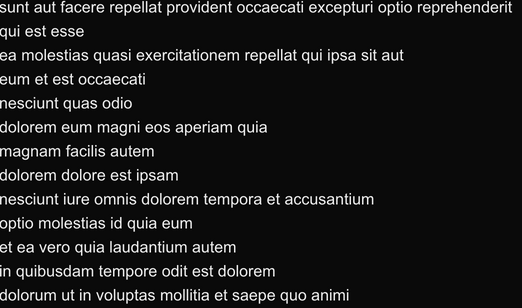 sunt aut facere repellat provident occaecati excepturi optio reprehenderit
qui est esse
ea molestias quasi exercitationem repellat qui ipsa sit aut
eum et est occaecati
nesciunt quas odio
dolorem eum magni eos aperiam quia
magnam facilis autem
dolorem dolore est ipsam
nesciunt iure omnis dolorem tempora et accusantium
optio molestias id quia eum
et ea vero quia laudantium autem
in quibusdam tempore odit est dolorem
dolorum ut in voluptas mollitia et saepe quo animi